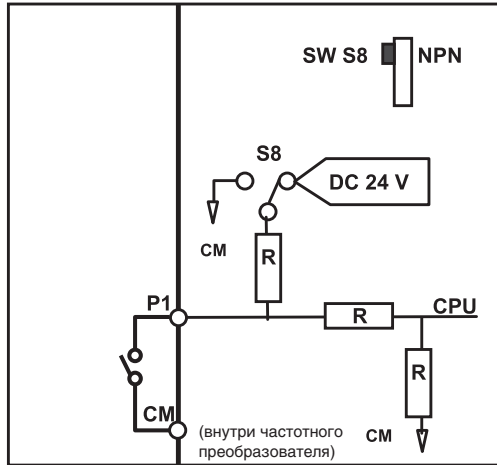 SW S8 NPN
S8
DC 24 V
CM
R
P1
R
CPU
R
CM
(внутри частотного
преобразователя)
CM